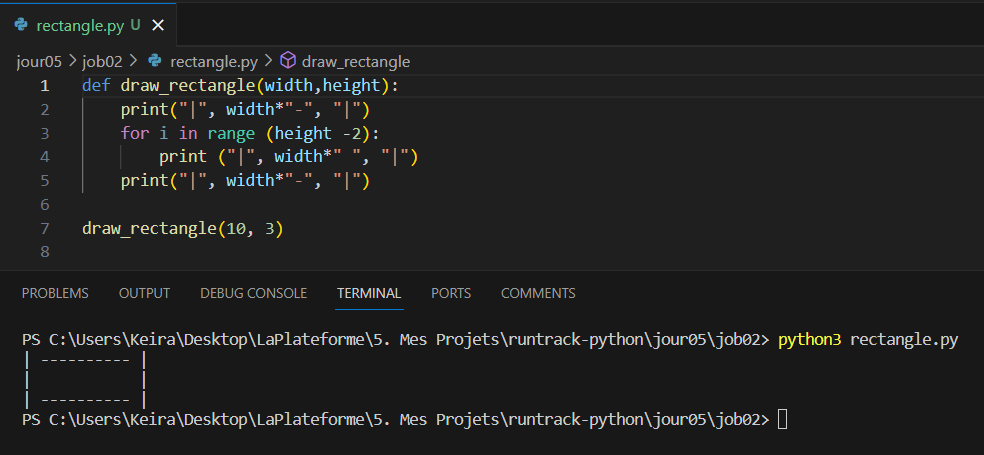 rectangle.py U ×
jour05 > job02 > rectangle.py > draw_rectangle
1 def draw_rectangle(width,height):
2     print("|", width*"-", "|")
3     for i in range (height -2):
4         print ("|", width*" ", "|")
5     print("|", width*"-", "|")
6
7 draw_rectangle(10, 3)
8
PROBLEMS OUTPUT DEBUG CONSOLE TERMINAL PORTS COMMENTS
PS C:\Users\Keira\Desktop\LaPlateforme\5. Mes Projets\runtrack-python\jour05\job02> python3 rectangle.py
| ---------- |
|            |
| ---------- |
PS C:\Users\Keira\Desktop\LaPlateforme\5. Mes Projets\runtrack-python\jour05\job02>